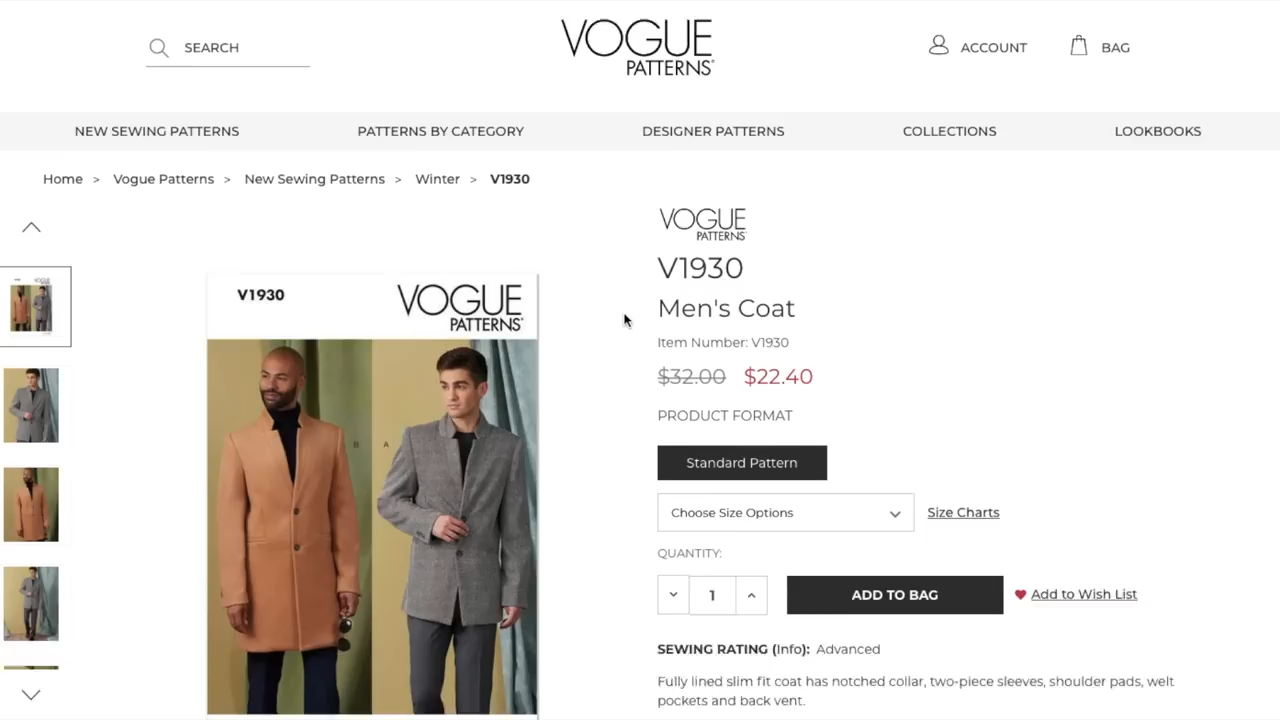 SEARCH
VOGUE
PATTERNS
ACCOUNT
BAG
NEW SEWING PATTERNS
PATTERNS BY CATEGORY
DESIGNER PATTERNS
COLLECTIONS
LOOKBOOKS
Home > Vogue Patterns > New Sewing Patterns > Winter > V1930
V1930
VOGUE
PATTERNS
B
A
VOGUE
PATTERNS
V1930
Men's Coat
Item Number: V1930
$32.00 $22.40
PRODUCT FORMAT
Standard Pattern
Choose Size Options
Size Charts
QUANTITY:
1
ADD TO BAG
Add to Wish List
SEWING RATING (Info): Advanced
Fully lined slim fit coat has notched collar, two-piece sleeves, shoulder pads, welt
pockets and back vent.